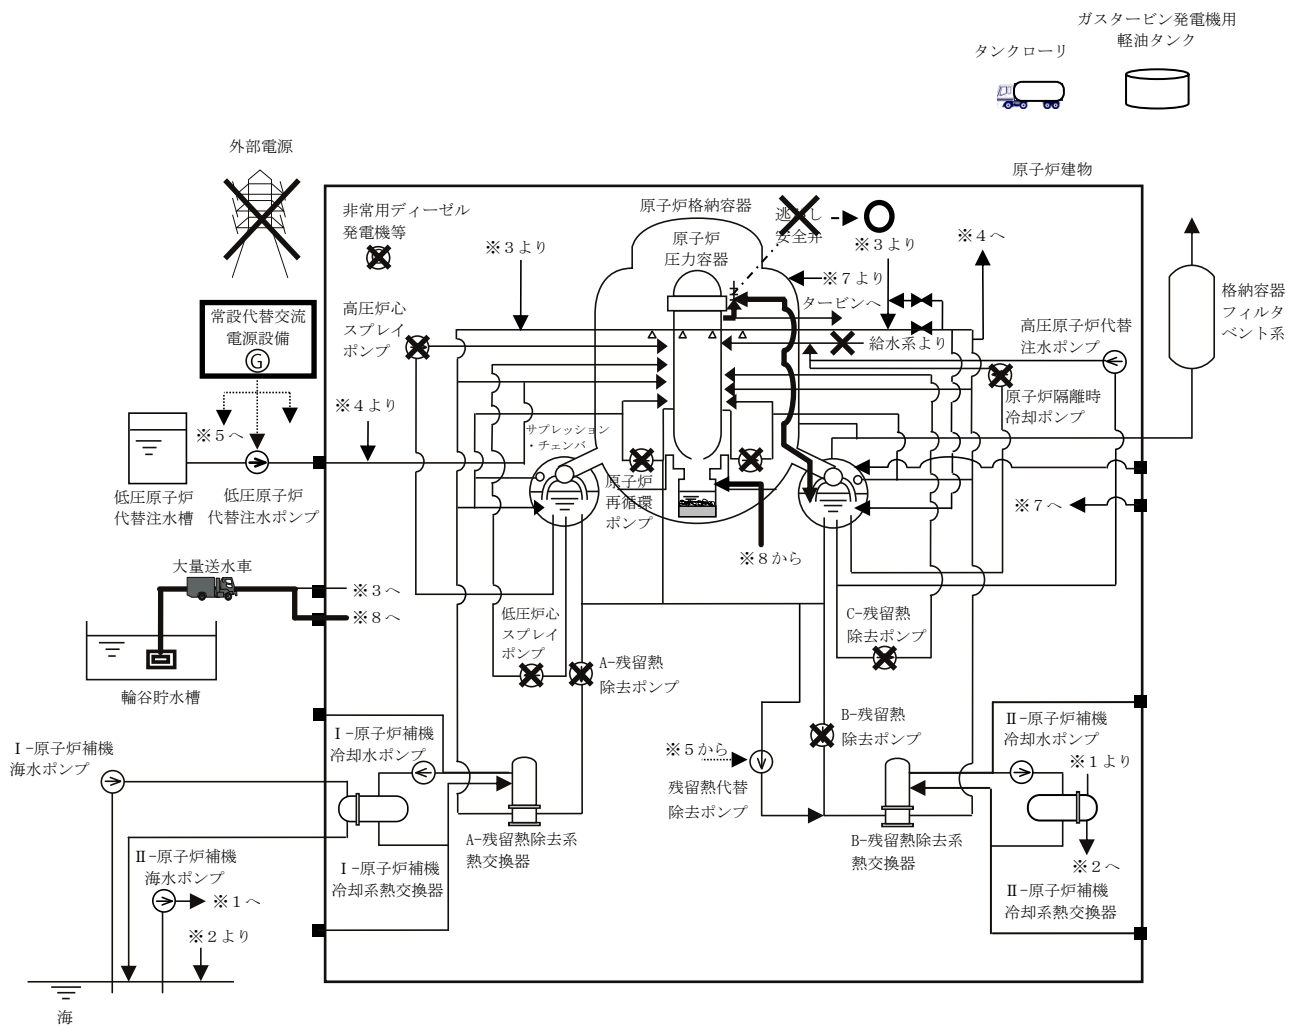 ガスタービン発電機用
軽油タンク
タンクローリ
外部電源
原子炉建物
非常用ディーゼル
発電機等
※３より
原子炉格納容器
原子炉
圧力容器
逃がし
安全弁
※３より
※４へ
※７より
タービンへ
格納容器
フィルタ
ベント系
常設代替交流
電源設備
G
高圧炉心
スプレイ
ポンプ
給水系より
高圧原子炉代替
注水ポンプ
原子炉隔離時
冷却ポンプ
※４より
※５へ
サプレッション
・チェンバ
低圧原子炉
代替注水槽
低圧原子炉
代替注水ポンプ
原子炉
再循環
ポンプ
※７へ
※８から
大量送水車
※３へ
※８へ
輪谷貯水槽
低圧炉心
スプレイ
ポンプ
A-残留熱
除去ポンプ
C-残留熱
除去ポンプ
Ⅰ-原子炉補機
海水ポンプ
Ⅰ-原子炉補機
冷却水ポンプ
※５から
残留熱代替
除去ポンプ
B-残留熱
除去ポンプ
Ⅱ-原子炉補機
冷却水ポンプ
※１より
A-残留熱除去系
熱交換器
B-残留熱除去系
熱交換器
※２へ
Ⅱ-原子炉補機
海水ポンプ
※１へ
Ⅰ-原子炉補機
冷却系熱交換器
Ⅱ-原子炉補機
冷却系熱交換器
※２より
海